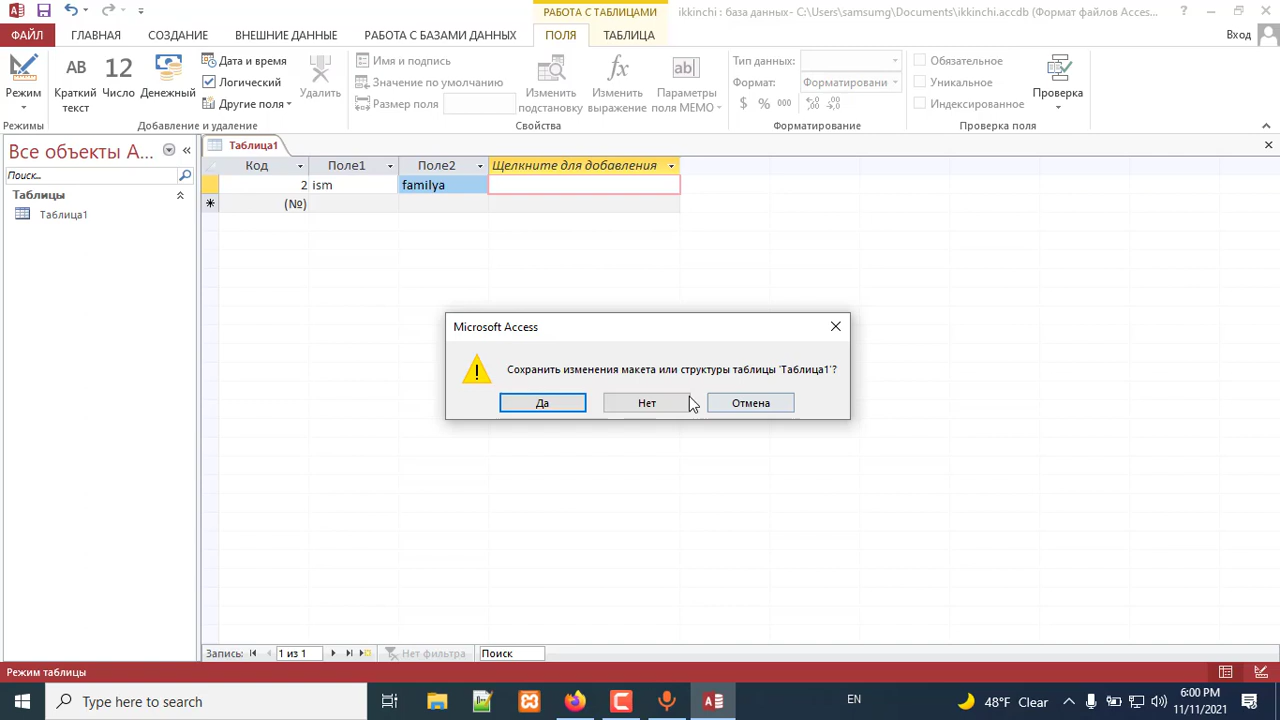 РАБОТА С ТАБЛИЦАМИ
ikkinchi : база данных- C:\Users\samsumg\Documents\ikkinchi.accdb (Формат файлов Acces...
ФАЙЛ ГЛАВНАЯ СОЗДАНИЕ ВНЕШНИЕ ДАННЫЕ РАБОТА С БАЗАМИ ДАННЫХ ПОЛЯ ТАБЛИЦА Вход
Режим
Режимы
AB Краткий текст
12 Число
Денежный
Дата и время
Логический
Другие поля
Удалить
Добавление и удаление
Имя и подпись
Значение по умолчанию
Размер поля
Изменить подстановку
fx Изменить выражение
ab Параметры поля МЕМО
Свойства
Тип данных:
Формат: Форматировани
$ % 000
Форматирование
Обязательное
Уникальное
Индексированное
Проверка
Проверка поля
Все объекты A...
Поиск...
Таблицы
Таблица1
Таблица1
Код Поле1 Поле2 Щелкните для добавления
2 ism familya
(№)
Microsoft Access
Сохранить изменения макета или структуры таблицы 'Таблица1'?
Да Нет Отмена
Запись: 1 из 1 Нет фильтра Поиск
Режим таблицы
Type here to search
EN
48°F Clear
6:00 PM
11/11/2021